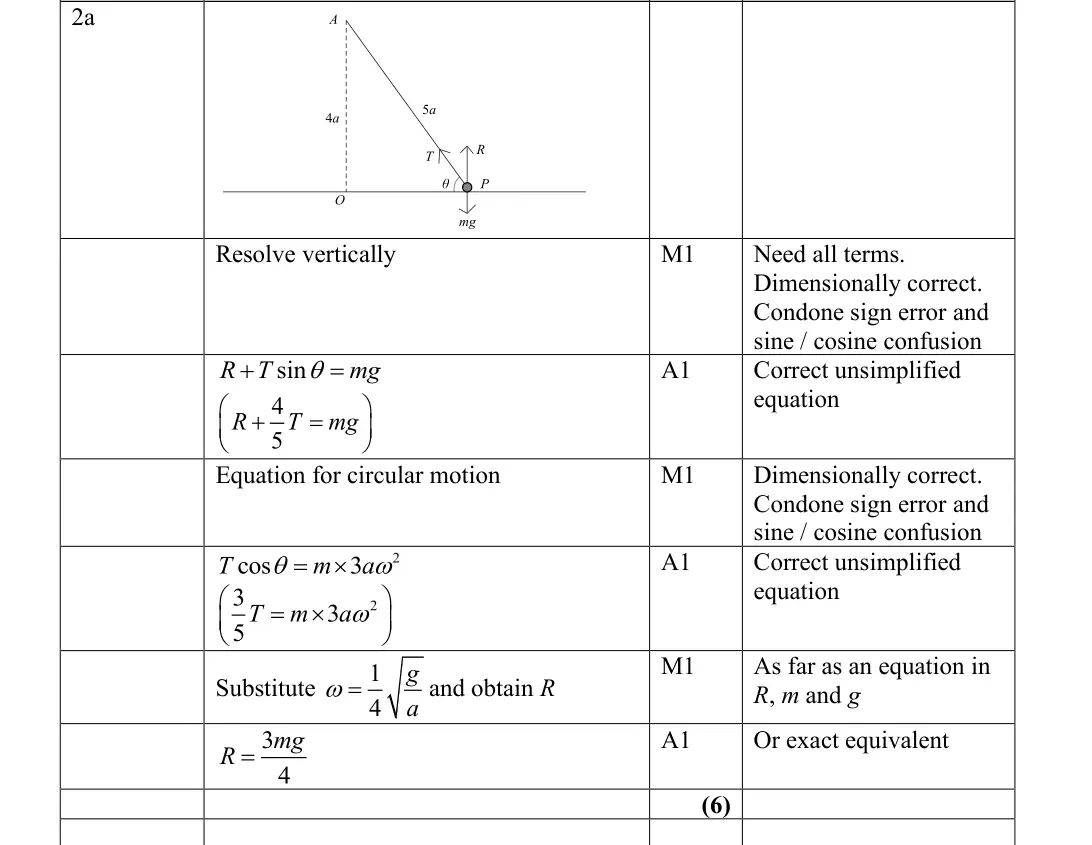 2a
A
4a
5a
T
R
θ
P
O
mg
Resolve vertically
M1
Need all terms.
Dimensionally correct.
Condone sign error and
sine / cosine confusion
R + T sin θ = mg
(R + 4/5 T = mg)
A1
Correct unsimplified
equation
Equation for circular motion
M1
Dimensionally correct.
Condone sign error and
sine / cosine confusion
T cos θ = m × 3aω²
(3/5 T = m × 3aω²)
A1
Correct unsimplified
equation
Substitute ω = 1/4 √(g/a) and obtain R
M1
As far as an equation in
R, m and g
R = 3mg/4
A1
Or exact equivalent
(6)